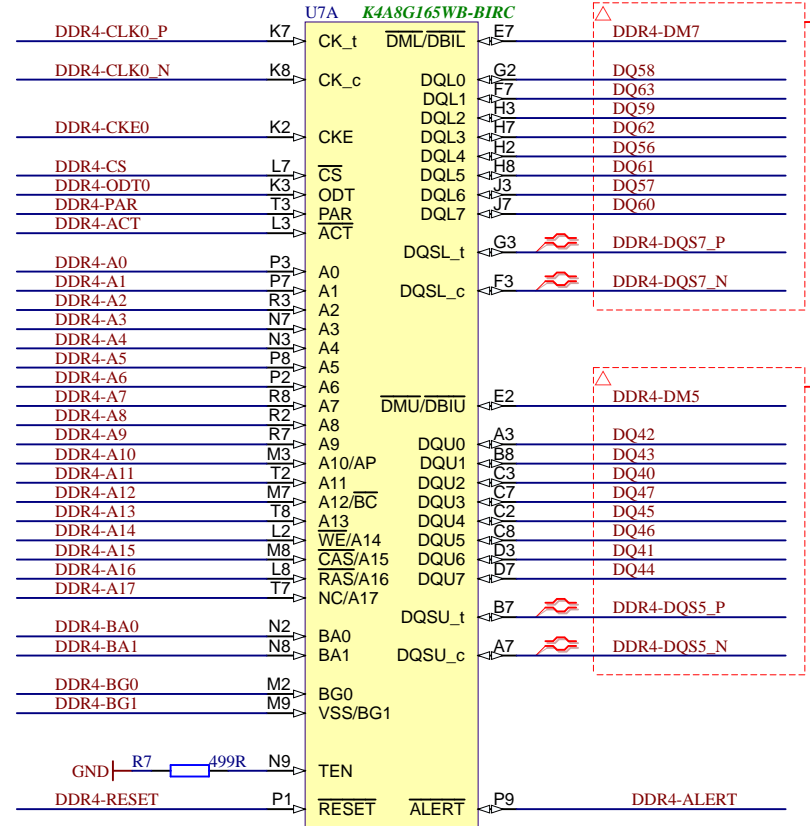 U7A K4A8G165WB-BIRC
DDR4-CLK0_P K7 CK_t DML/DBIL E7 DDR4-DM7
DDR4-CLK0_N K8 CK_c DQL0 G2 DQ58
DQL1 F7 DQ63
DQL2 H3 DQ59
DDR4-CKE0 K2 CKE DQL3 H7 DQ62
DQL4 H2 DQ56
DDR4-CS L7 CS DQL5 H8 DQ61
DDR4-ODT0 K3 ODT DQL6 J3 DQ57
DDR4-PAR T3 PAR DQL7 J7 DQ60
DDR4-ACT L3 ACT
DQSL_t G3 DDR4-DQS7_P
DDR4-A0 P3 A0
DDR4-A1 P7 A1 DQSL_c F3 DDR4-DQS7_N
DDR4-A2 R3 A2
DDR4-A3 N7 A3
DDR4-A4 N3 A4
DDR4-A5 P8 A5
DDR4-A6 P2 A6
DDR4-A7 R8 A7 DMU/DBIU E2 DDR4-DM5
DDR4-A8 R2 A8
DDR4-A9 R7 A9 DQU0 A3 DQ42
DDR4-A10 M3 A10/AP DQU1 B8 DQ43
DDR4-A11 T2 A11 DQU2 C3 DQ40
DDR4-A12 M7 A12/BC DQU3 C7 DQ47
DDR4-A13 T8 A13 DQU4 C2 DQ45
DDR4-A14 L2 WE/A14 DQU5 C8 DQ46
DDR4-A15 M8 CAS/A15 DQU6 D3 DQ41
DDR4-A16 L8 RAS/A16 DQU7 D7 DQ44
DDR4-A17 T7 NC/A17
DQSU_t B7 DDR4-DQS5_P
DDR4-BA0 N2 BA0
DDR4-BA1 N8 BA1 DQSU_c A7 DDR4-DQS5_N
DDR4-BG0 M2 BG0
DDR4-BG1 M9 VSS/BG1
GND R7 499R N9 TEN
DDR4-RESET P1 RESET ALERT P9 DDR4-ALERT